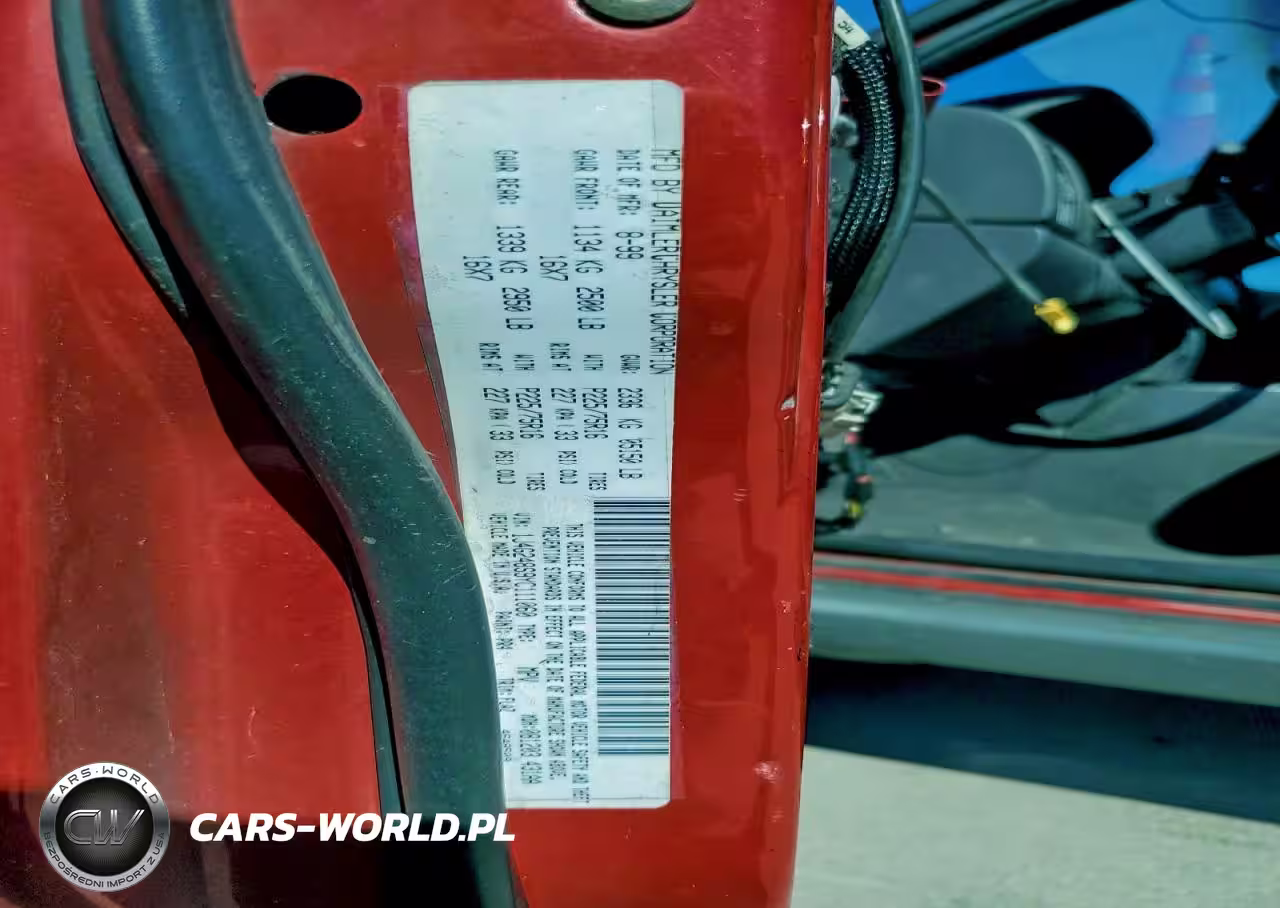 MFD BY DAIMLERCHRYSLER CORPORATION
DATE OF MFR: 8-99 GVWR: 2336 KG 05150 LB
GAWR FRONT: 1134 KG 2500 LB WITH P225/75R16 TIRES
16X7 RIMS AT 227 KPA ( 33 PSI) COLD
GAWR REAR: 1339 KG 2950 LB WITH P225/75R16 TIRES
16X7 RIMS AT 227 KPA ( 33 PSI) COLD
THIS VEHICLE CONFORMS TO ALL APPLICABLE FEDERAL MOTOR VEHICLE SAFETY AND THEFT
PREVENTION STANDARDS IN EFFECT ON THE DATE OF MANUFACTURE SHOWN ABOVE.
VIN: TYPE: MPV
VEHICLE MADE IN PAINT: TRIM:
CARS-WORLD
CW
BEZPOŚREDNI IMPORT Z USA
CARS-WORLD.PL